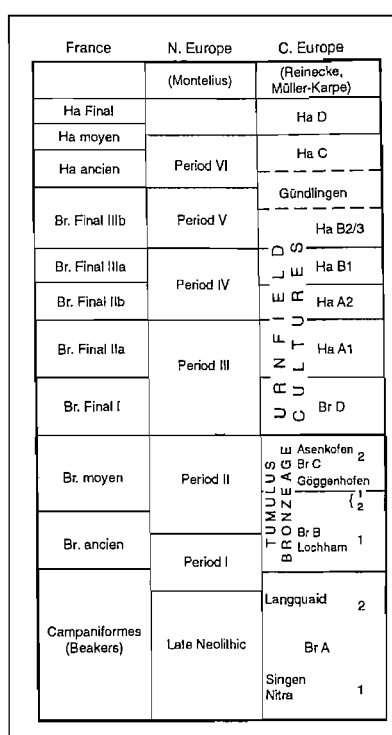 France N. Europe C. Europe
(Montelius) (Reinecke,
Müller-Karpe)
Ha Final
Ha moyen
Ha ancien
Br. Final IIIb
Br. Final IIIa
Br. Final IIb
Br. Final IIa
Br. Final I
Br. moyen
Br. ancien
Campaniformes
(Beakers)
Period VI
Period V
Period IV
Period III
Period II
Period I
Late Neolithic
Ha D
Ha C
Gündlingen
Ha B2/3
Ha B1
Ha A2
Ha A1
Br D
URNFIELD
CULTURES
Asenkofen 2
Br C
Göggenhofen
{ 1
2
Br B
Lochham 1
TUMULUS
BRONZE AGE
Langquaid 2
Br A
Singen
Nitra 1